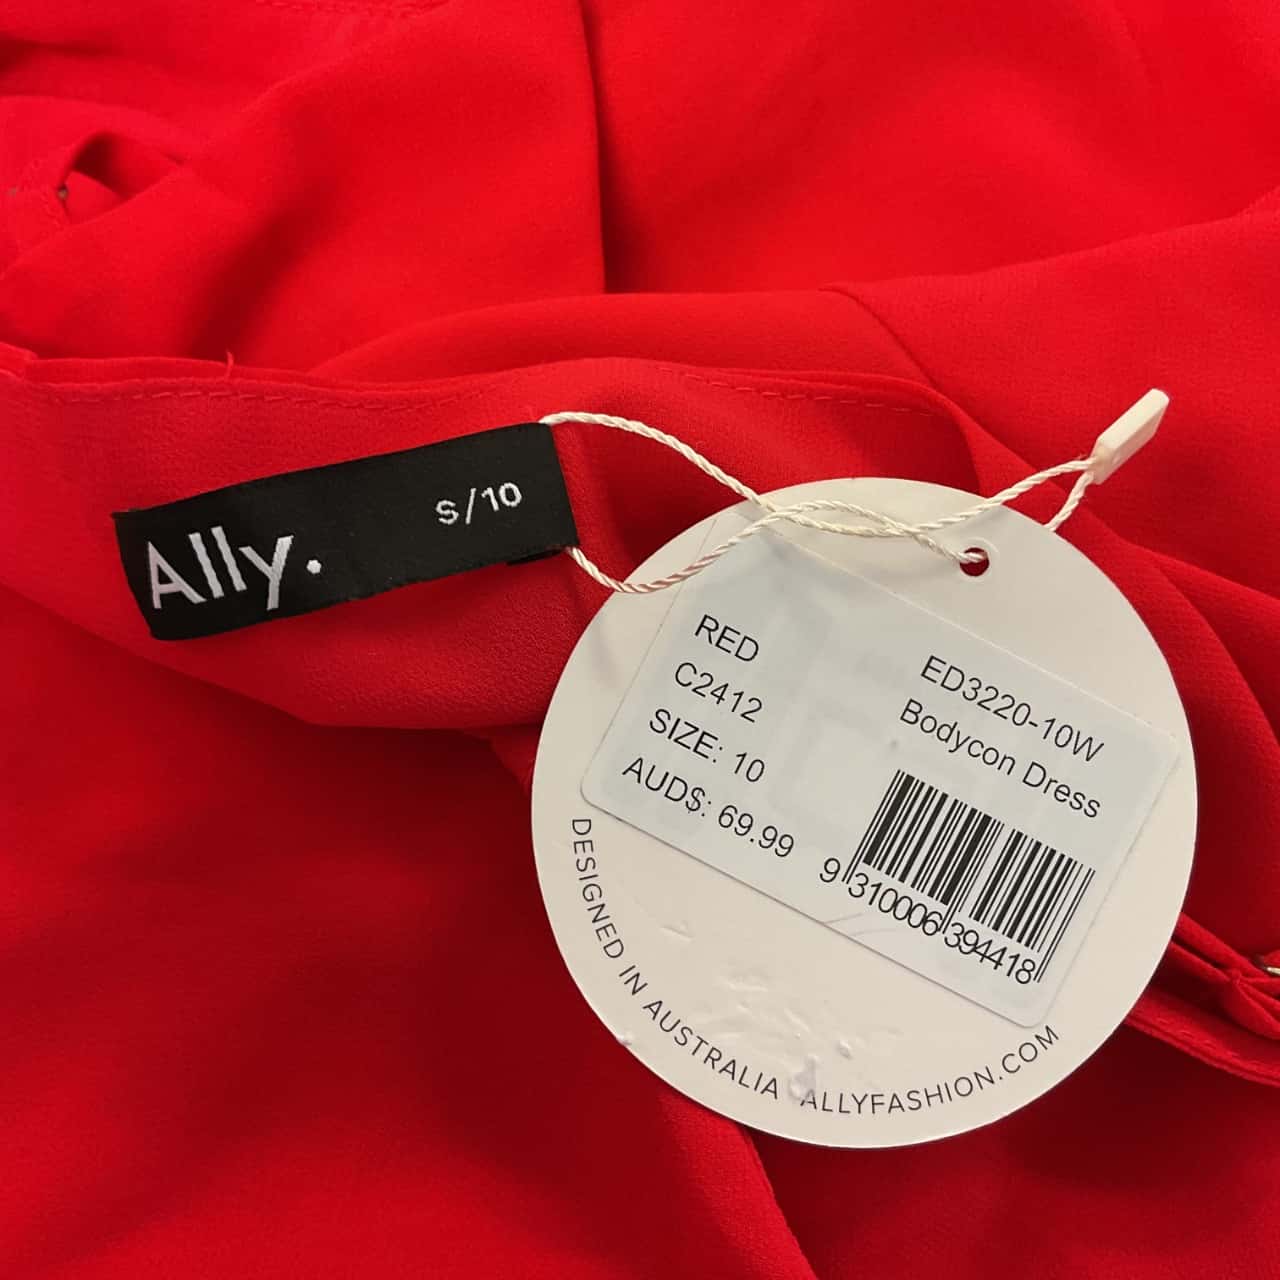 Ally. S/10
RED
C2412
SIZE: 10
AUD$: 69.99
ED3220-10W
Bodycon Dress
9 310006 394418
DESIGNED IN AUSTRALIA ALLYFASHION.COM